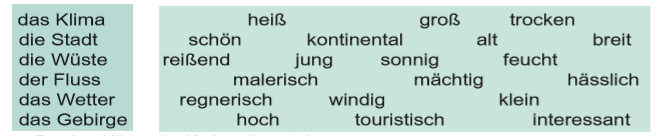 das Klima
die Stadt
die Wüste
der Fluss
das Wetter
das Gebirge
heiß groß trocken
schön kontinental alt breit
reißend jung sonnig feucht
malerisch mächtig hässlich
regnerisch windig klein
hoch touristisch interessant